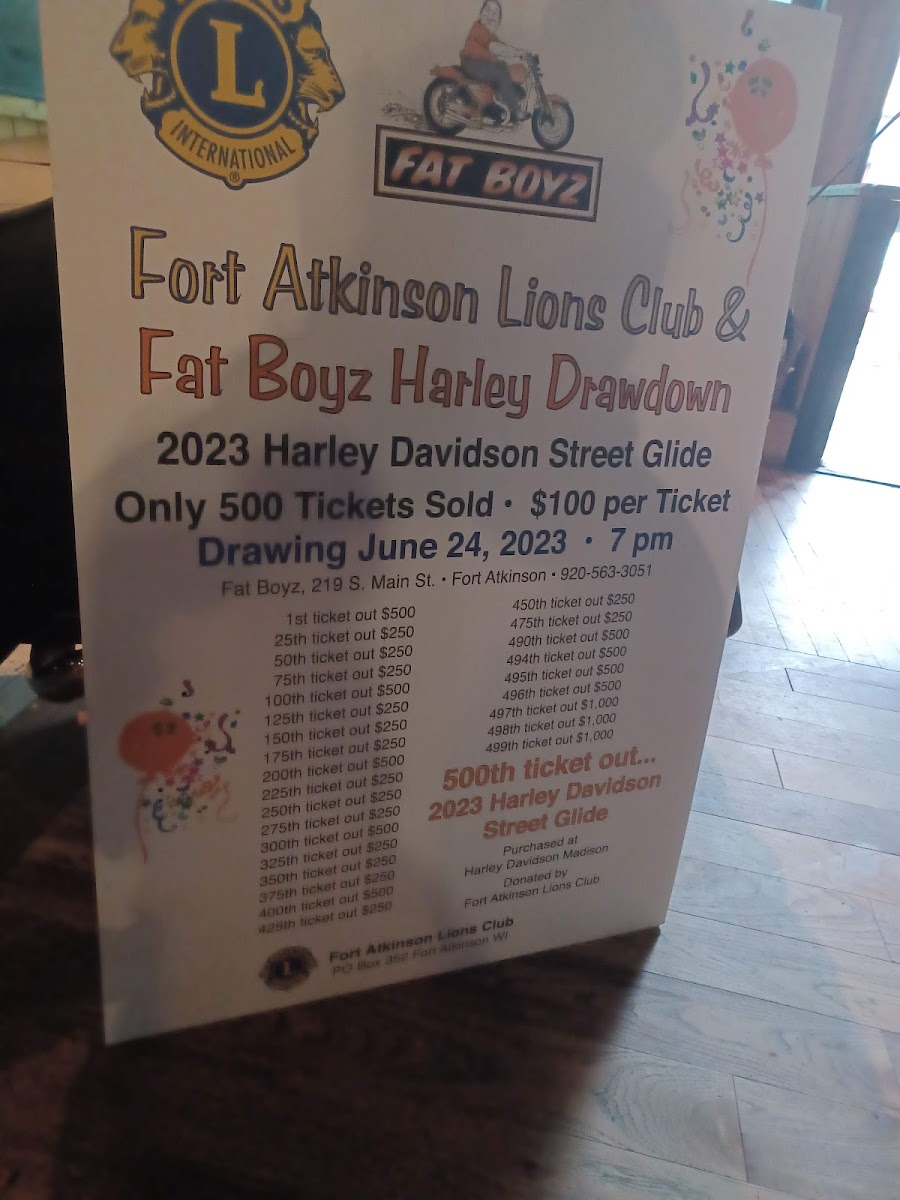 L
INTERNATIONAL
®
FAT BOYZ
Fort Atkinson Lions Club &
Fat Boyz Harley Drawdown
2023 Harley Davidson Street Glide
Only 500 Tickets Sold • $100 per Ticket
Drawing June 24, 2023 • 7 pm
Fat Boyz, 219 S. Main St. • Fort Atkinson • 920-563-3051
1st ticket out $500
25th ticket out $250
50th ticket out $250
75th ticket out $250
100th ticket out $500
125th ticket out $250
150th ticket out $250
175th ticket out $250
200th ticket out $500
225th ticket out $250
250th ticket out $250
275th ticket out $250
300th ticket out $500
325th ticket out $250
350th ticket out $250
375th ticket out $250
400th ticket out $500
425th ticket out $250
450th ticket out $250
475th ticket out $250
490th ticket out $500
494th ticket out $500
495th ticket out $500
496th ticket out $500
497th ticket out $1,000
498th ticket out $1,000
499th ticket out $1,000
500th ticket out...
2023 Harley Davidson
Street Glide
Purchased at
Harley Davidson Madison
Donated by
Fort Atkinson Lions Club
L
Fort Atkinson Lions Club
PO Box 352 Fort Atkinson WI